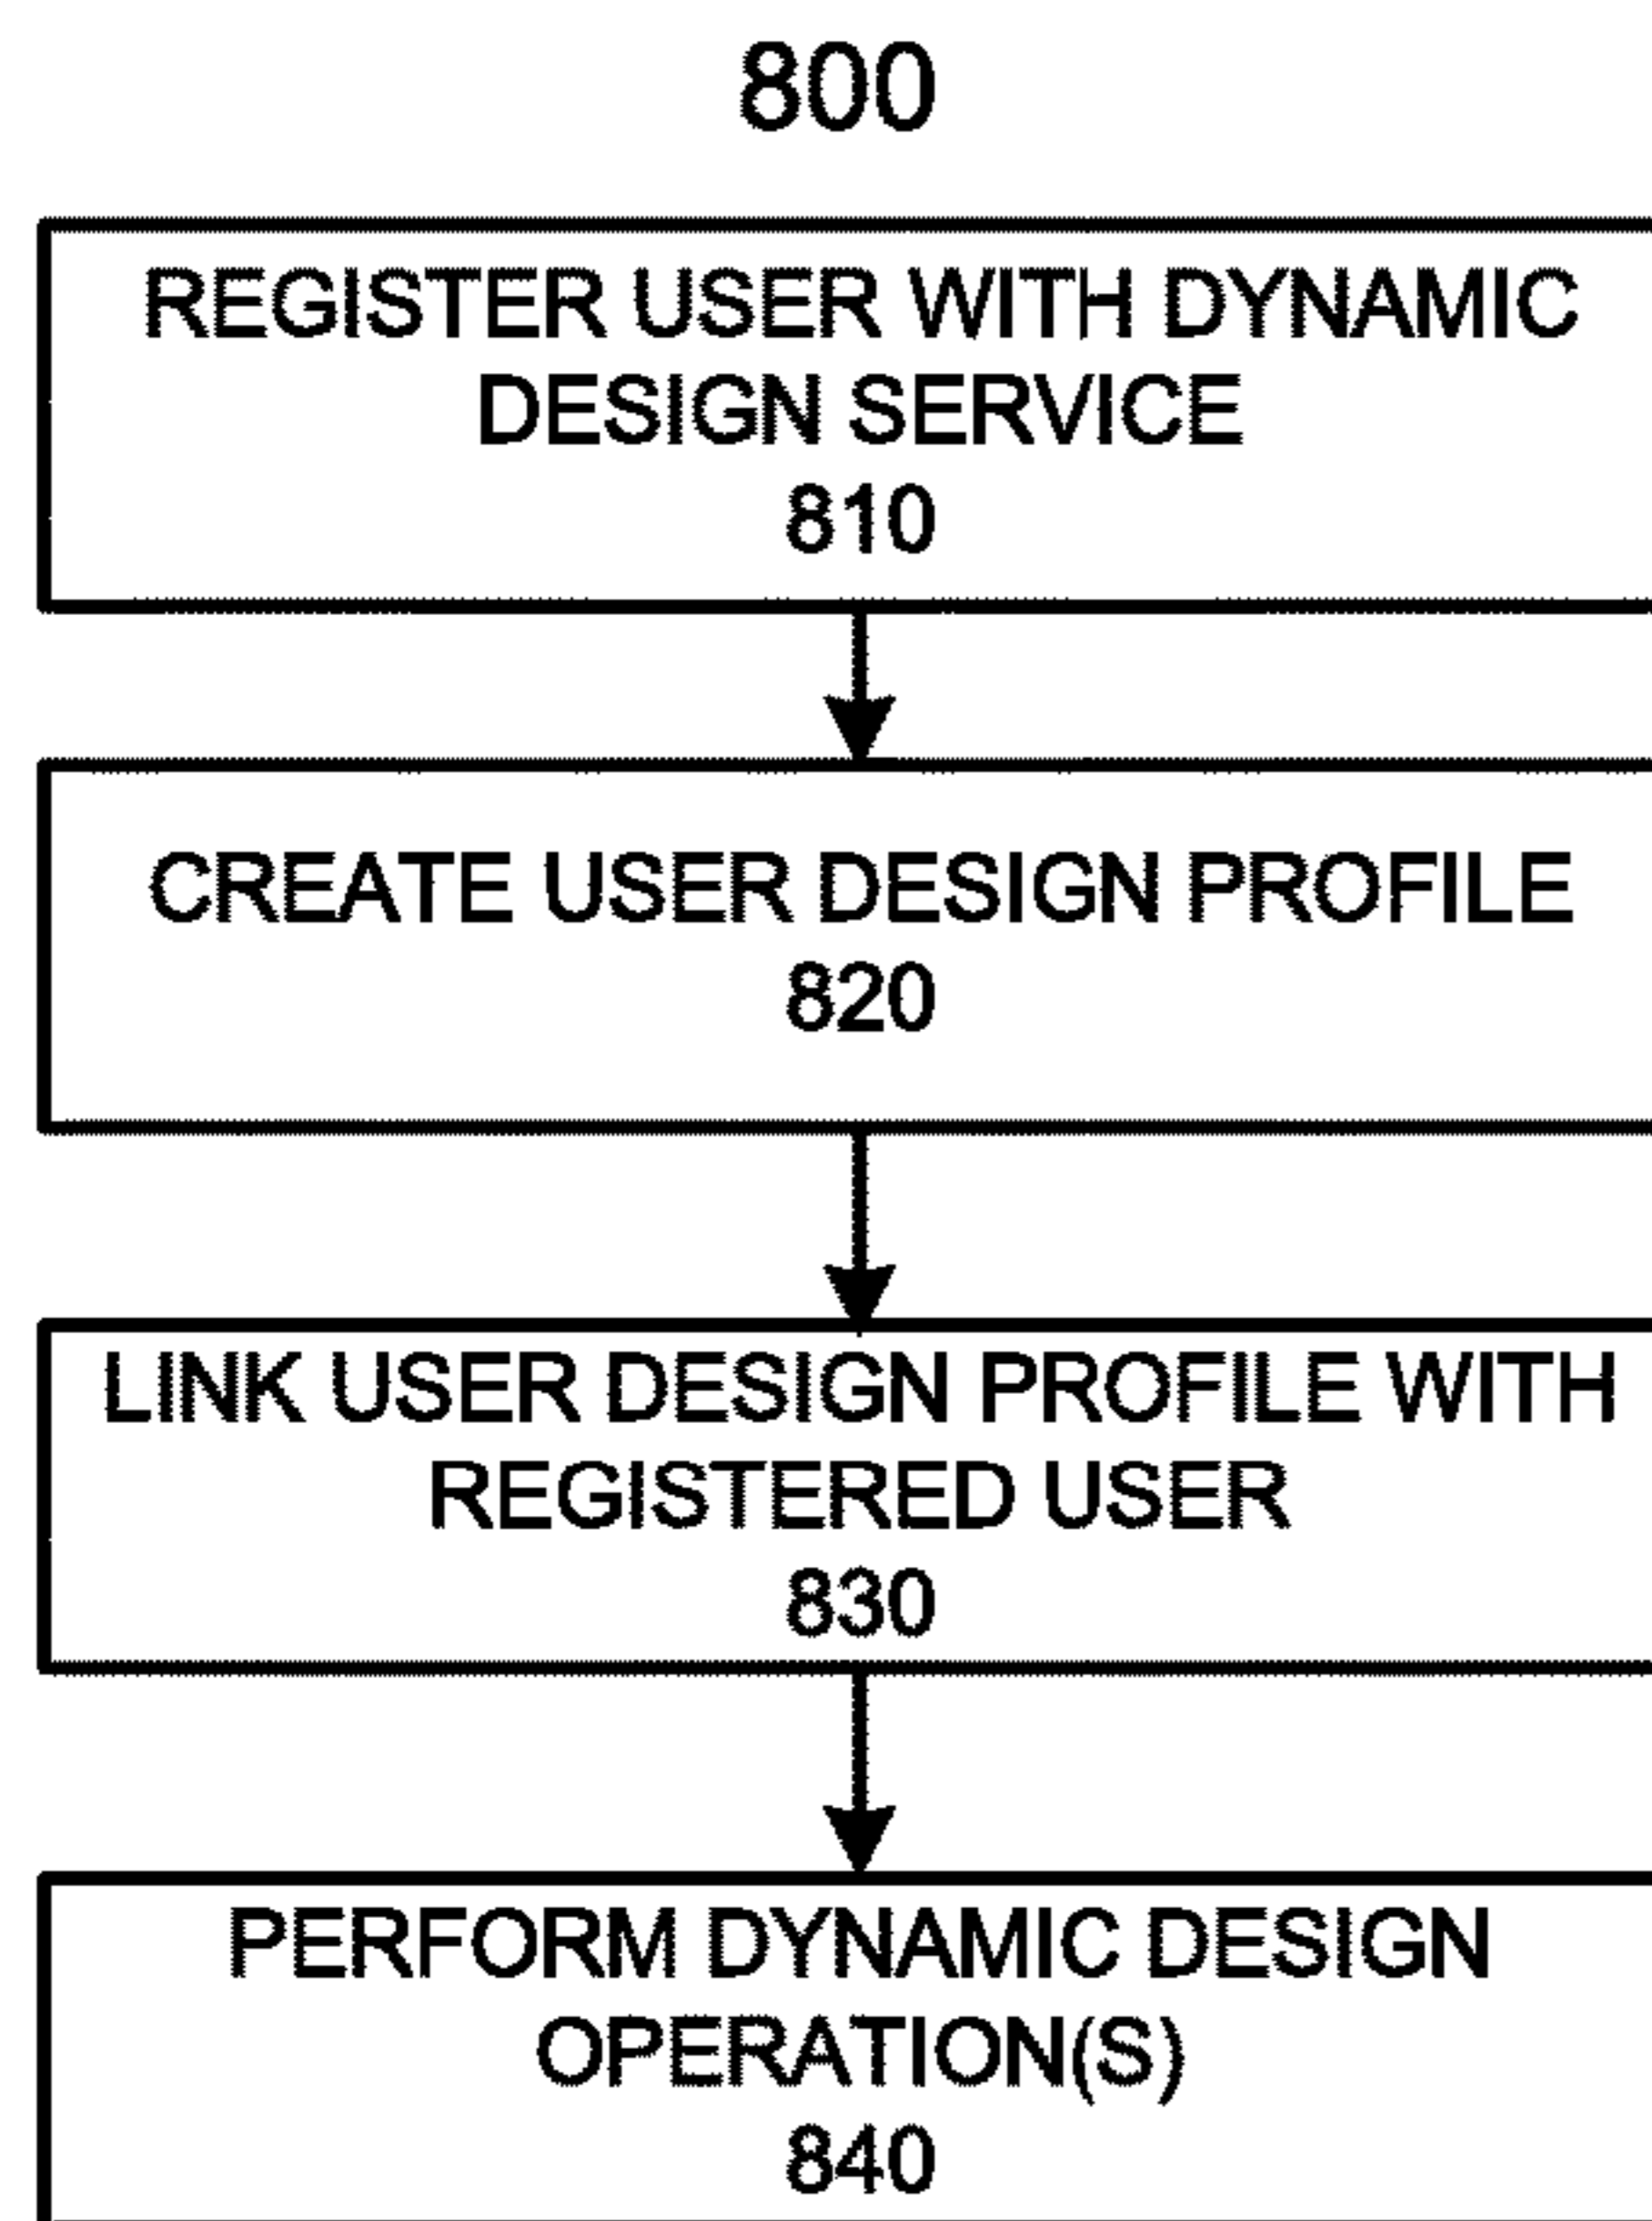 800
REGISTER USER WITH DYNAMIC
DESIGN SERVICE
810
CREATE USER DESIGN PROFILE
820
LINK USER DESIGN PROFILE WITH
REGISTERED USER
830
PERFORM DYNAMIC DESIGN
OPERATION(S)
840